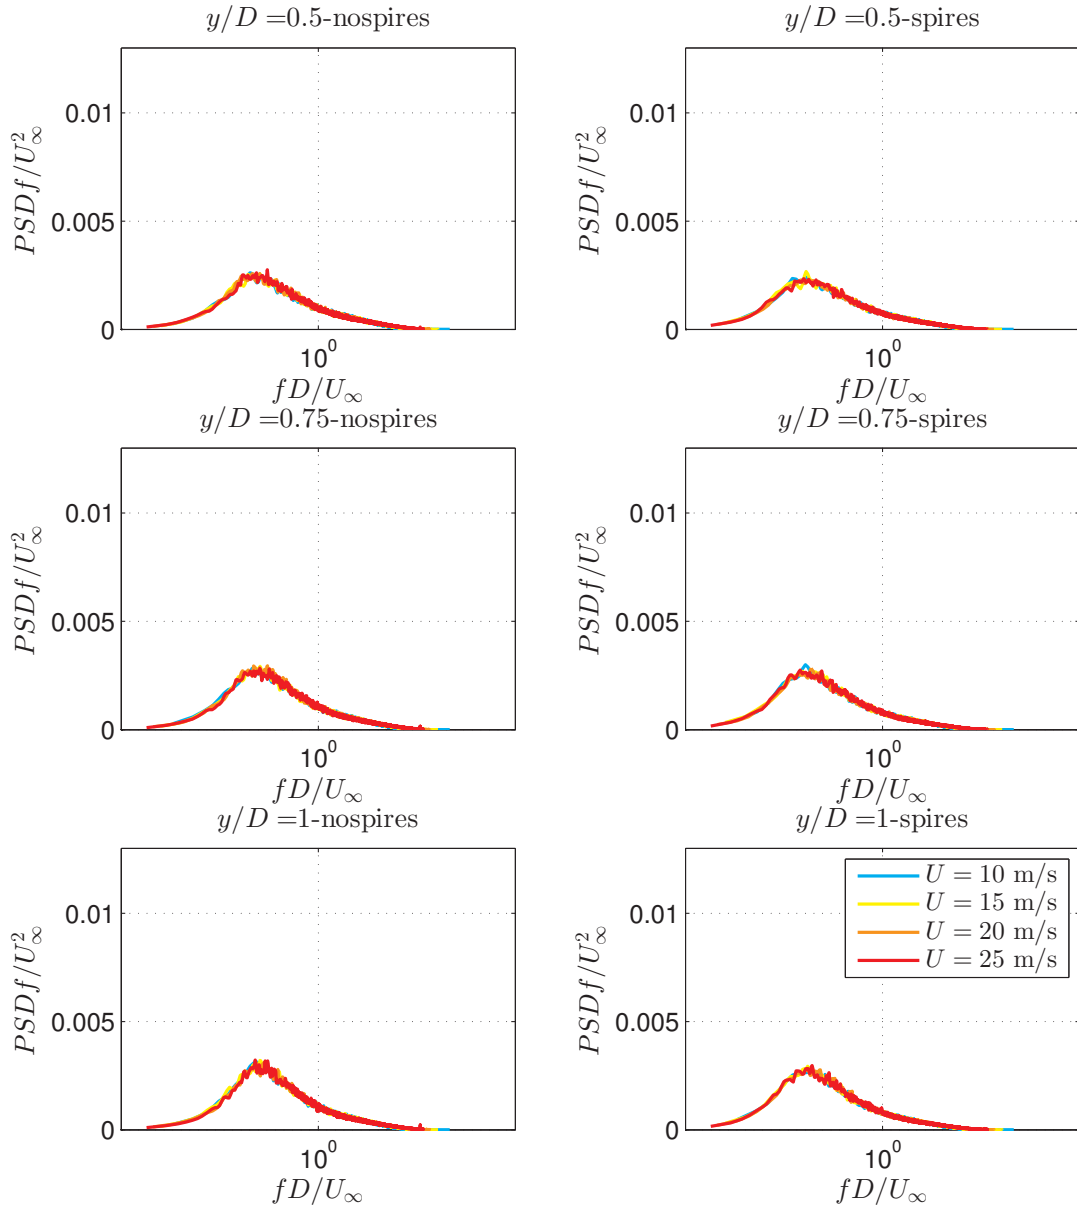 y/D =0.5-nospires
0.01
0.005
0
PSDf/U∞²
10⁰
fD/U∞
y/D =0.5-spires
0.01
0.005
0
PSDf/U∞²
10⁰
fD/U∞
y/D =0.75-nospires
0.01
0.005
0
PSDf/U∞²
10⁰
fD/U∞
y/D =0.75-spires
0.01
0.005
0
PSDf/U∞²
10⁰
fD/U∞
y/D =1-nospires
0.01
0.005
0
PSDf/U∞²
10⁰
fD/U∞
y/D =1-spires
0.01
0.005
0
PSDf/U∞²
10⁰
fD/U∞
U = 10 m/s
U = 15 m/s
U = 20 m/s
U = 25 m/s